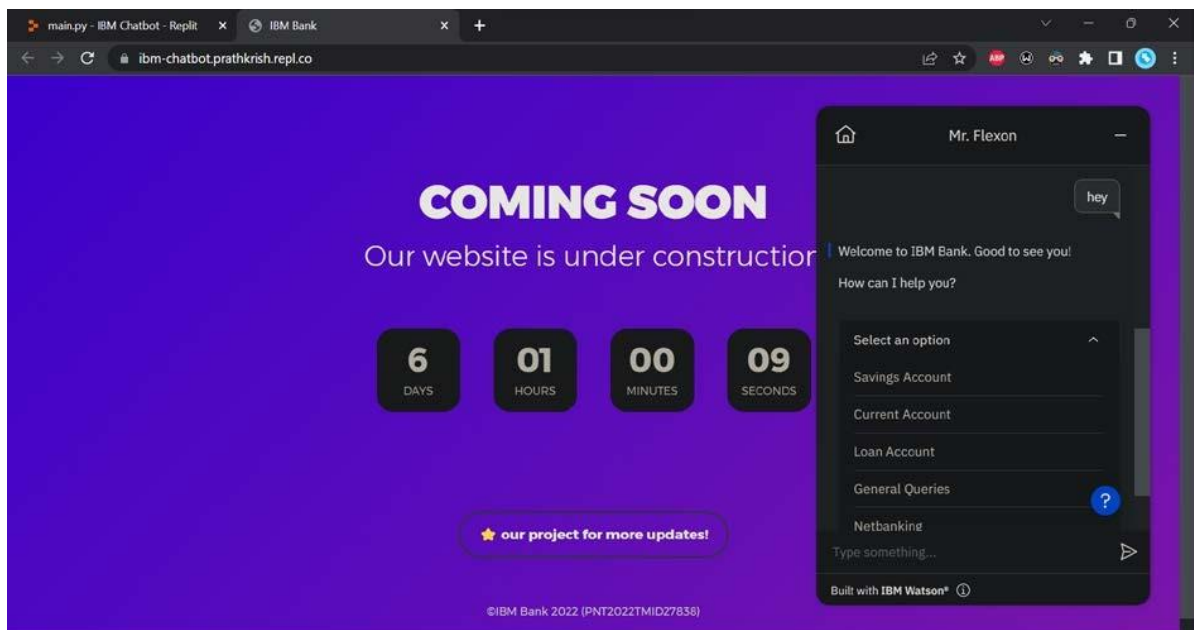 main.py - IBM Chatbot - Replit
IBM Bank
ibm-chatbot.prathkrish.repl.co
ABP
COMING SOON
Our website is under construction
6
DAYS
01
HOURS
00
MINUTES
09
SECONDS
our project for more updates!
©IBM Bank 2022 (PNT2022TMID27838)
Mr. Flexon
hey
Welcome to IBM Bank. Good to see you!
How can I help you?
Select an option
Savings Account
Current Account
Loan Account
General Queries
Netbanking
?
Type something...
Built with IBM Watson®